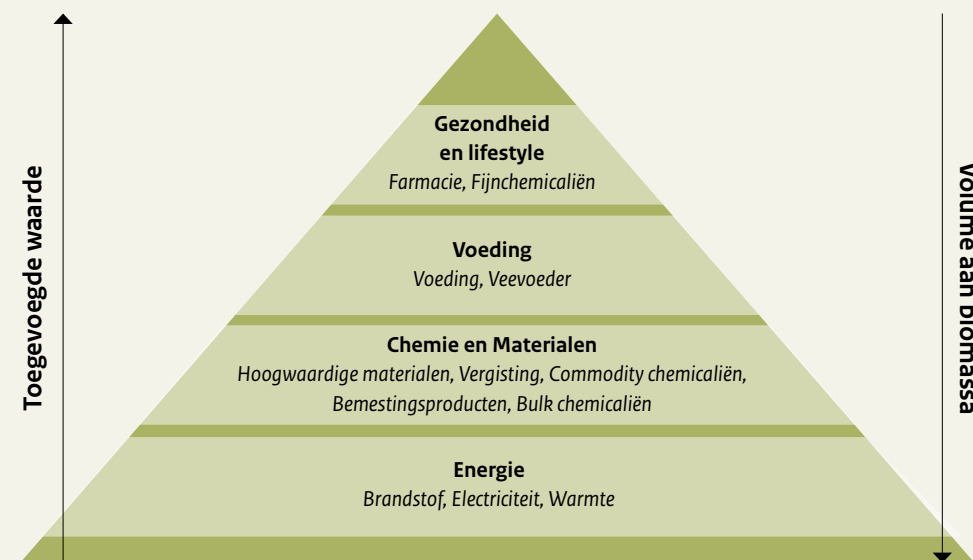 Toegevoegde waarde
Gezondheid
en lifestyle
Farmacie, Fijnchemicaliën
Voeding
Voeding, Veevoeder
Chemie en Materialen
Hoogwaardige materialen, Vergisting, Commodity chemicaliën,
Bemestingsproducten, Bulk chemicaliën
Energie
Brandstof, Electriciteit, Warmte
Volume aan biomassa